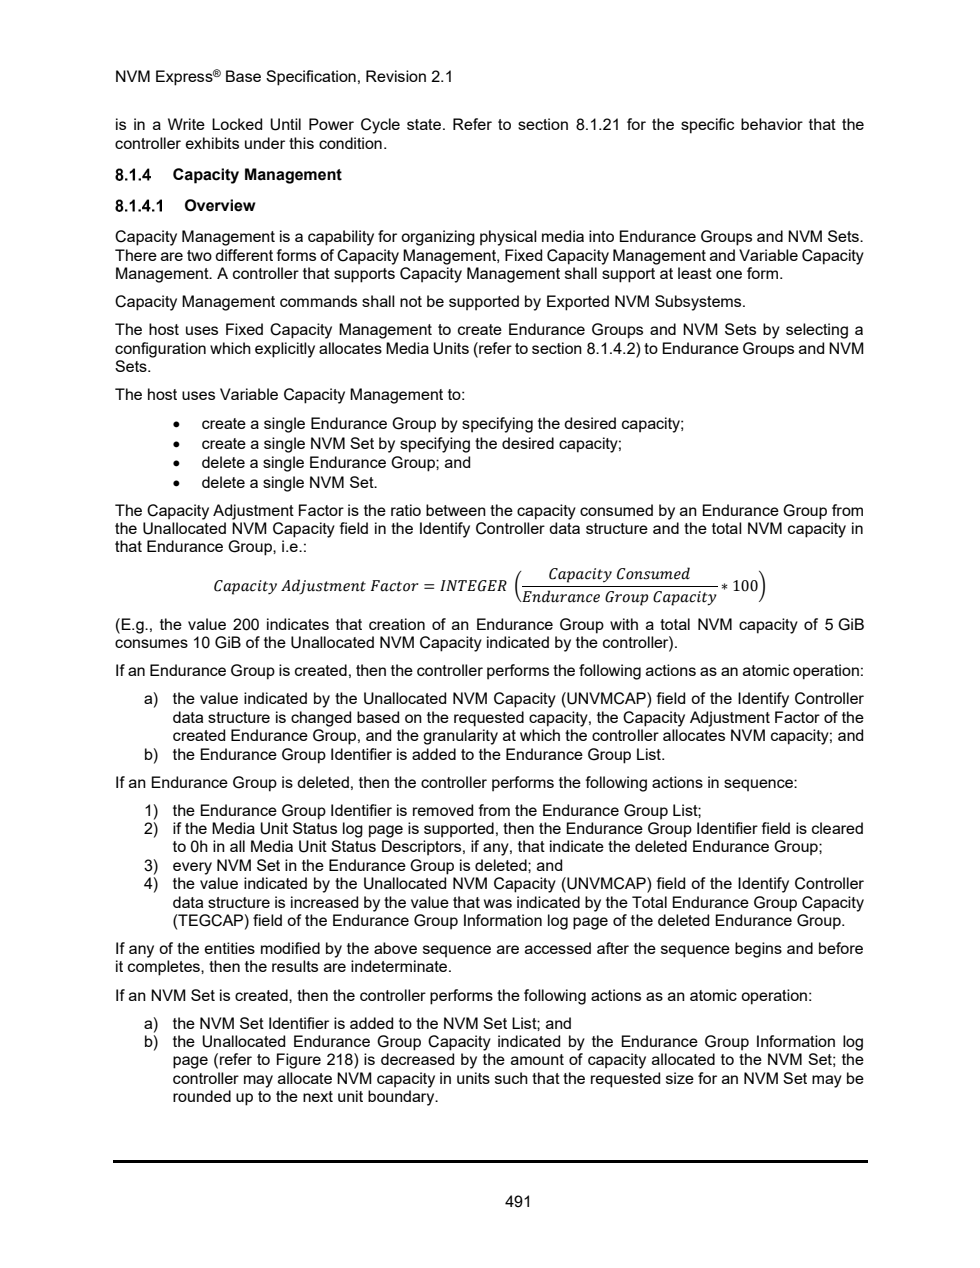 NVM Express® Base Specification, Revision 2.1
is in a Write Locked Until Power Cycle state. Refer to section 8.1.21 for the specific behavior that the
controller exhibits under this condition.
8.1.4 Capacity Management
8.1.4.1 Overview
Capacity Management is a capability for organizing physical media into Endurance Groups and NVM Sets.
There are two different forms of Capacity Management, Fixed Capacity Management and Variable Capacity
Management. A controller that supports Capacity Management shall support at least one form.
Capacity Management commands shall not be supported by Exported NVM Subsystems.
The host uses Fixed Capacity Management to create Endurance Groups and NVM Sets by selecting a
configuration which explicitly allocates Media Units (refer to section 8.1.4.2) to Endurance Groups and NVM
Sets.
The host uses Variable Capacity Management to:
• create a single Endurance Group by specifying the desired capacity;
• create a single NVM Set by specifying the desired capacity;
• delete a single Endurance Group; and
• delete a single NVM Set.
The Capacity Adjustment Factor is the ratio between the capacity consumed by an Endurance Group from
the Unallocated NVM Capacity field in the Identify Controller data structure and the total NVM capacity in
that Endurance Group, i.e.:
Capacity Adjustment Factor = INTEGER (Capacity Consumed / Endurance Group Capacity * 100)
(E.g., the value 200 indicates that creation of an Endurance Group with a total NVM capacity of 5 GiB
consumes 10 GiB of the Unallocated NVM Capacity indicated by the controller).
If an Endurance Group is created, then the controller performs the following actions as an atomic operation:
a) the value indicated by the Unallocated NVM Capacity (UNVMCAP) field of the Identify Controller
data structure is changed based on the requested capacity, the Capacity Adjustment Factor of the
created Endurance Group, and the granularity at which the controller allocates NVM capacity; and
b) the Endurance Group Identifier is added to the Endurance Group List.
If an Endurance Group is deleted, then the controller performs the following actions in sequence:
1) the Endurance Group Identifier is removed from the Endurance Group List;
2) if the Media Unit Status log page is supported, then the Endurance Group Identifier field is cleared
to 0h in all Media Unit Status Descriptors, if any, that indicate the deleted Endurance Group;
3) every NVM Set in the Endurance Group is deleted; and
4) the value indicated by the Unallocated NVM Capacity (UNVMCAP) field of the Identify Controller
data structure is increased by the value that was indicated by the Total Endurance Group Capacity
(TEGCAP) field of the Endurance Group Information log page of the deleted Endurance Group.
If any of the entities modified by the above sequence are accessed after the sequence begins and before
it completes, then the results are indeterminate.
If an NVM Set is created, then the controller performs the following actions as an atomic operation:
a) the NVM Set Identifier is added to the NVM Set List; and
b) the Unallocated Endurance Group Capacity indicated by the Endurance Group Information log
page (refer to Figure 218) is decreased by the amount of capacity allocated to the NVM Set; the
controller may allocate NVM capacity in units such that the requested size for an NVM Set may be
rounded up to the next unit boundary.
491